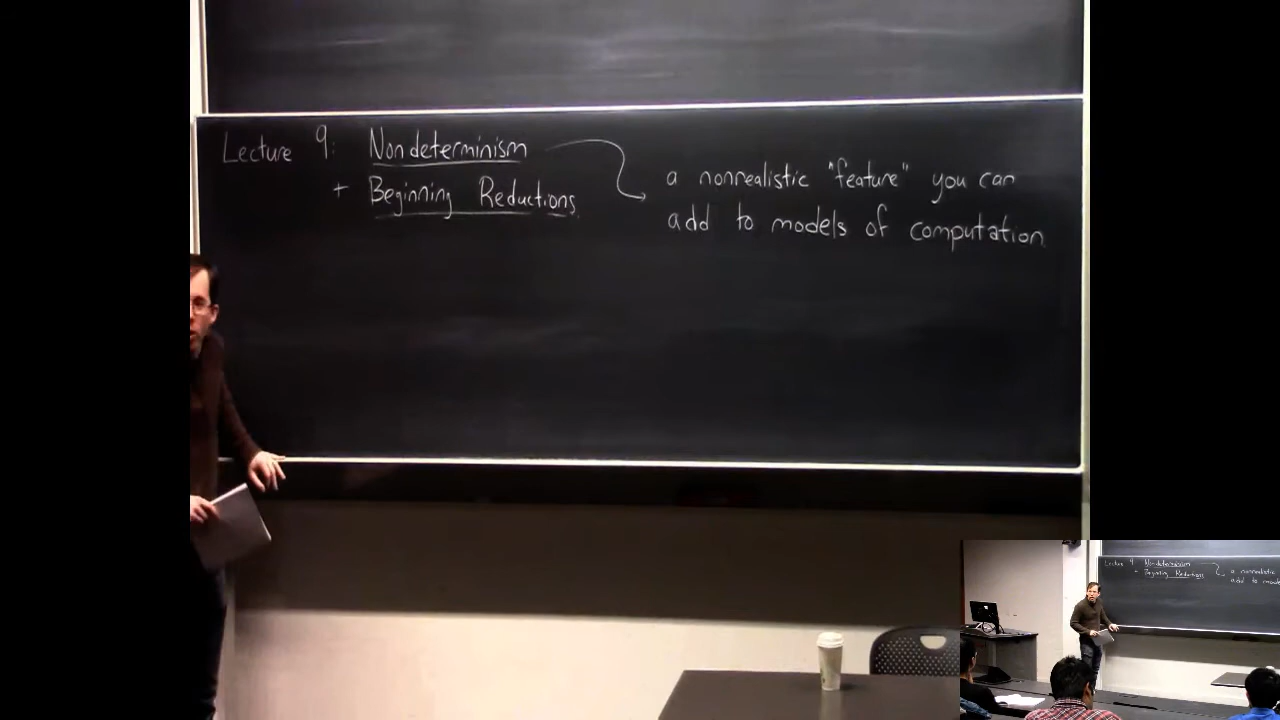 Lecture 9: Nondeterminism
+ Beginning Reductions
a nonrealistic "feature" you can
add to models of computation